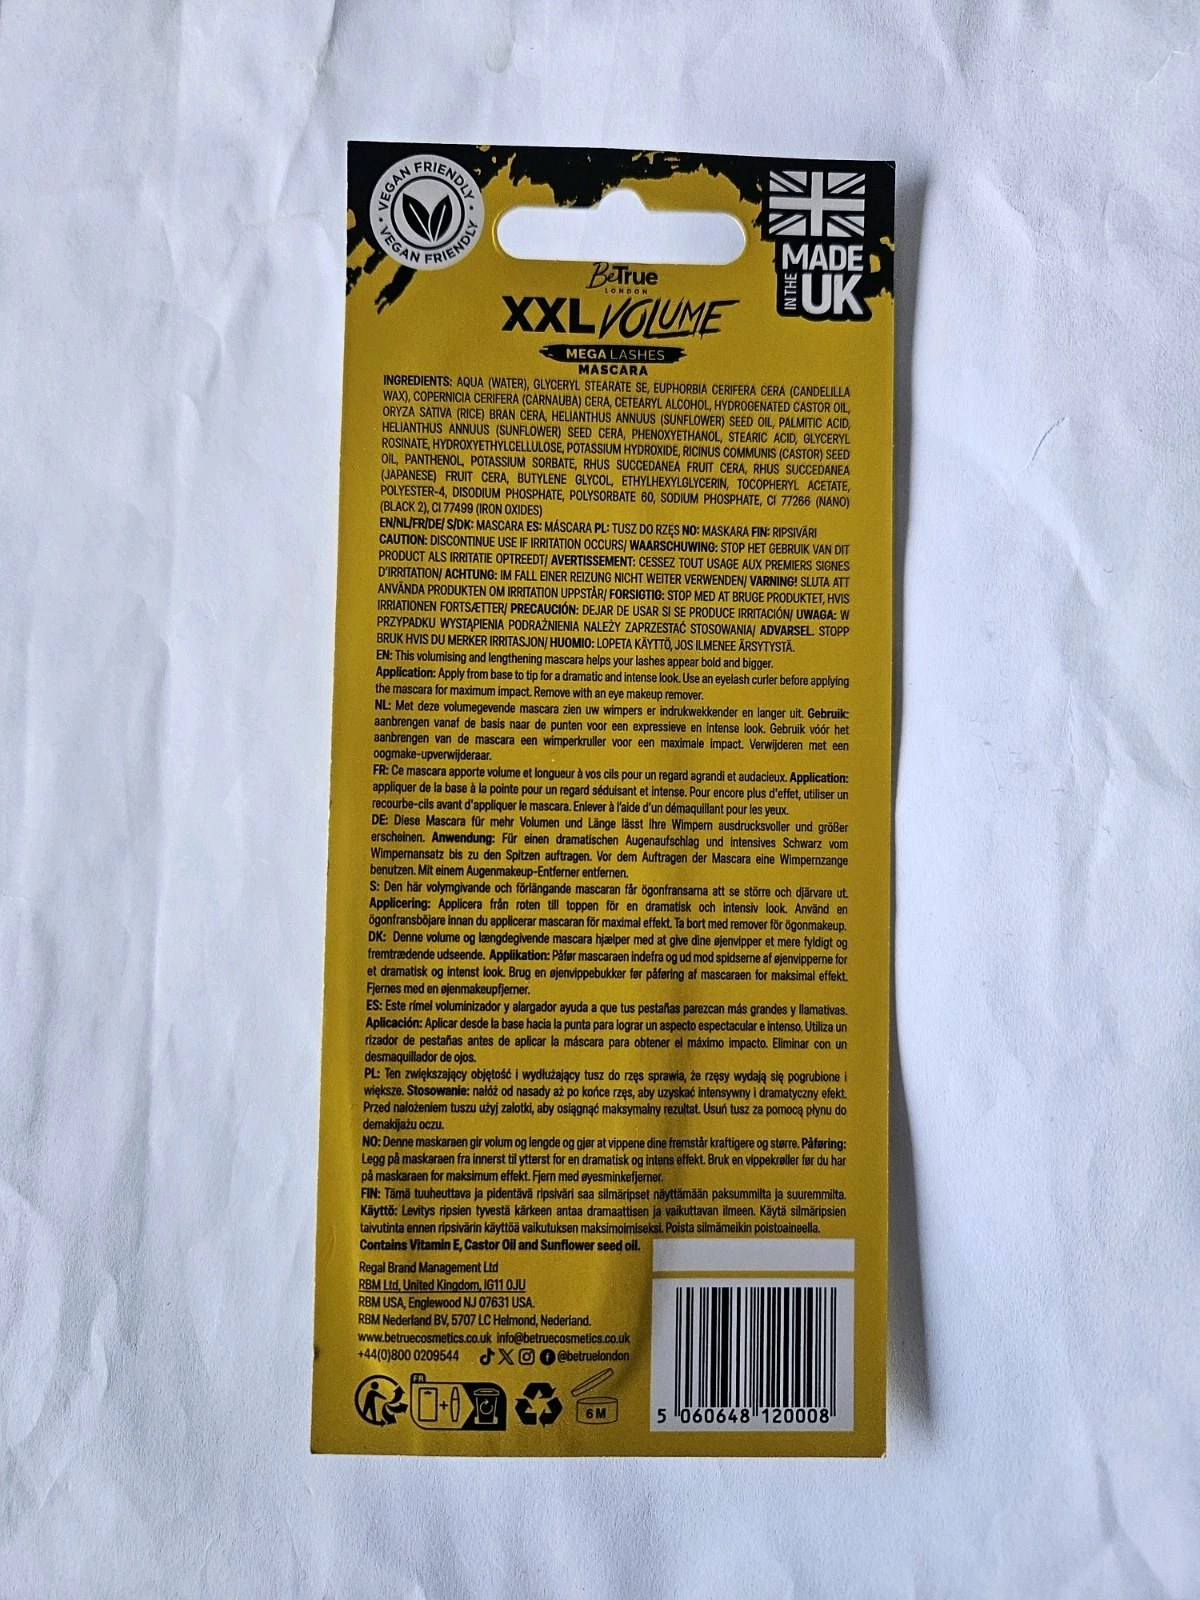 VEGAN FRIENDLY · VEGAN FRIENDLY ·
MADE
IN THE UK
BeTrue
LONDON
XXL VOLUME
MEGA LASHES
MASCARA
INGREDIENTS: AQUA (WATER), GLYCERYL STEARATE SE, EUPHORBIA CERIFERA CERA (CANDELILLA
WAX), COPERNICIA CERIFERA (CARNAUBA) CERA, CETEARYL ALCOHOL, HYDROGENATED CASTOR OIL,
ORYZA SATIVA (RICE) BRAN CERA, HELIANTHUS ANNUUS (SUNFLOWER) SEED OIL, PALMITIC ACID,
HELIANTHUS ANNUUS (SUNFLOWER) SEED CERA, PHENOXYETHANOL, STEARIC ACID, GLYCERYL
ROSINATE, HYDROXYETHYLCELLULOSE, POTASSIUM HYDROXIDE, RICINUS COMMUNIS (CASTOR) SEED
OIL, PANTHENOL, POTASSIUM SORBATE, RHUS SUCCEDANEA FRUIT CERA, RHUS SUCCEDANEA
(JAPANESE) FRUIT CERA, BUTYLENE GLYCOL, ETHYLHEXYLGLYCERIN, TOCOPHERYL ACETATE,
POLYESTER-4, DISODIUM PHOSPHATE, POLYSORBATE 60, SODIUM PHOSPHATE, CI 77266 (NANO)
(BLACK 2), CI 77499 (IRON OXIDES)
EN/NL/FR/DE/ S/DK: MASCARA ES: MÁSCARA PL: TUSZ DO RZĘS NO: MASKARA FIN: RIPSIVÄRI
CAUTION: DISCONTINUE USE IF IRRITATION OCCURS/ WAARSCHUWING: STOP HET GEBRUIK VAN DIT
PRODUCT ALS IRRITATIE OPTREEDT/ AVERTISSEMENT: CESSEZ TOUT USAGE AUX PREMIERS SIGNES
D'IRRITATION/ ACHTUNG: IM FALL EINER REIZUNG NICHT WEITER VERWENDEN/ VARNING! SLUTA ATT
ANVÄNDA PRODUKTEN OM IRRITATION UPPSTÅR/ FORSIGTIG: STOP MED AT BRUGE PRODUKTET, HVIS
IRRIATIONEN FORTSÆTTER/ PRECAUCIÓN: DEJAR DE USAR SI SE PRODUCE IRRITACIÓN/ UWAGA: W
PRZYPADKU WYSTĄPIENIA PODRAŻNIENIA NALEŻY ZAPRZESTAĆ STOSOWANIA/ ADVARSEL. STOPP
BRUK HVIS DU MERKER IRRITASJON/ HUOMIO: LOPETA KÄYTTÖ, JOS ILMENEE ÄRSYTYSTÄ.
EN: This volumising and lengthening mascara helps your lashes appear bold and bigger.
Application: Apply from base to tip for a dramatic and intense look. Use an eyelash curler before applying
the mascara for maximum impact. Remove with an eye makeup remover.
NL: Met deze volumegevende mascara zien uw wimpers er indrukwekkender en langer uit. Gebruik:
aanbrengen vanaf de basis naar de punten voor een expressieve en intense look. Gebruik vóór het
aanbrengen van de mascara een wimperkruller voor een maximale impact. Verwijderen met een
oogmake-upverwijderaar.
FR: Ce mascara apporte volume et longueur à vos cils pour un regard agrandi et audacieux. Application:
appliquer de la base à la pointe pour un regard séduisant et intense. Pour encore plus d'effet, utiliser un
recourbe-cils avant d'appliquer le mascara. Enlever à l'aide d'un démaquillant pour les yeux.
DE: Diese Mascara für mehr Volumen und Länge lässt Ihre Wimpern ausdrucksvoller und größer
erscheinen. Anwendung: Für einen dramatischen Augenaufschlag und intensives Schwarz vom
Wimpernansatz bis zu den Spitzen auftragen. Vor dem Auftragen der Mascara eine Wimpernzange
benutzen. Mit einem Augenmakeup-Entferner entfernen.
S: Den här volymgivande och förlängande mascaran får ögonfransarna att se större och djärvare ut.
Applicering: Applicera från roten till toppen för en dramatisk och intensiv look. Använd en
ögonfransböjare innan du applicerar mascaran för maximal effekt. Ta bort med remover för ögonmakeup.
DK: Denne volume og længdegivende mascara hjælper med at give dine øjenvipper et mere fyldigt og
fremtrædende udseende. Applikation: Påfør mascaraen indefra og ud mod spidserne af øjenvipperne for
et dramatisk og intenst look. Brug en øjenvippebukker før påføring af mascaraen for maksimal effekt.
Fjernes med en øjenmakeupfjerner.
ES: Este rímel voluminizador y alargador ayuda a que tus pestañas parezcan más grandes y llamativas.
Aplicación: Aplicar desde la base hacia la punta para lograr un aspecto espectacular e intenso. Utiliza un
rizador de pestañas antes de aplicar la máscara para obtener el máximo impacto. Eliminar con un
desmaquillador de ojos.
PL: Ten zwiększający objętość i wydłużający tusz do rzęs sprawia, że rzęsy wydają się pogrubione i
większe. Stosowanie: nałóż od nasady aż po końce rzęs, aby uzyskać intensywny i dramatyczny efekt.
Przed nałożeniem tuszu użyj zalotki, aby osiągnąć maksymalny rezultat. Usuń tusz za pomocą płynu do
demakijażu oczu.
NO: Denne maskaraen gir volum og lengde og gjør at vippene dine fremstår kraftigere og større. Påføring:
Legg på maskaraen fra innerst til ytterst for en dramatisk og intens effekt. Bruk en vippekrøller før du har
på maskaraen for maksimum effekt. Fjern med øyesminkefjerner.
FIN: Tämä tuuheuttava ja pidentävä ripsiväri saa silmäripset näyttämään paksummilta ja suuremmilta.
Käyttö: Levitys ripsien tyvestä kärkeen antaa dramaattisen ja vaikuttavan ilmeen. Käytä silmäripsien
taivutinta ennen ripsivärin käyttöä vaikutuksen maksimoimiseksi. Poista silmämeikin poistoaineella.
Contains Vitamin E, Castor Oil and Sunflower seed oil.
Regal Brand Management Ltd
RBM Ltd, United Kingdom, IG11 0JU
RBM USA, Englewood NJ 07631 USA.
RBM Nederland BV, 5707 LC Helmond, Nederland.
www.betruecosmetics.co.uk info@betruecosmetics.co.uk
+44(0)800 0209544 @betruelondon
FR
6M
5 060648 120008